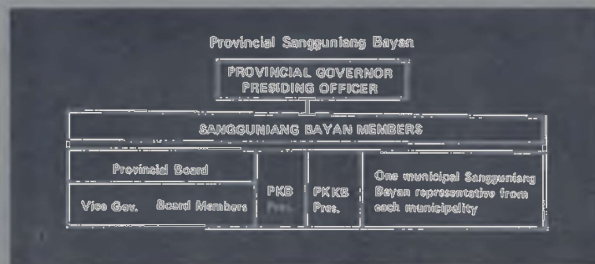 Provincial Sangguniang Bayan
PROVINCIAL GOVERNOR
PRESIDING OFFICER
SANGGUNIANG BAYAN MEMBERS
Provincial Board
Vice Gov. Board Members
PKB
Pres.
PKKB
Pres.
One municipal Sangguniang
Bayan representative from
each municipality